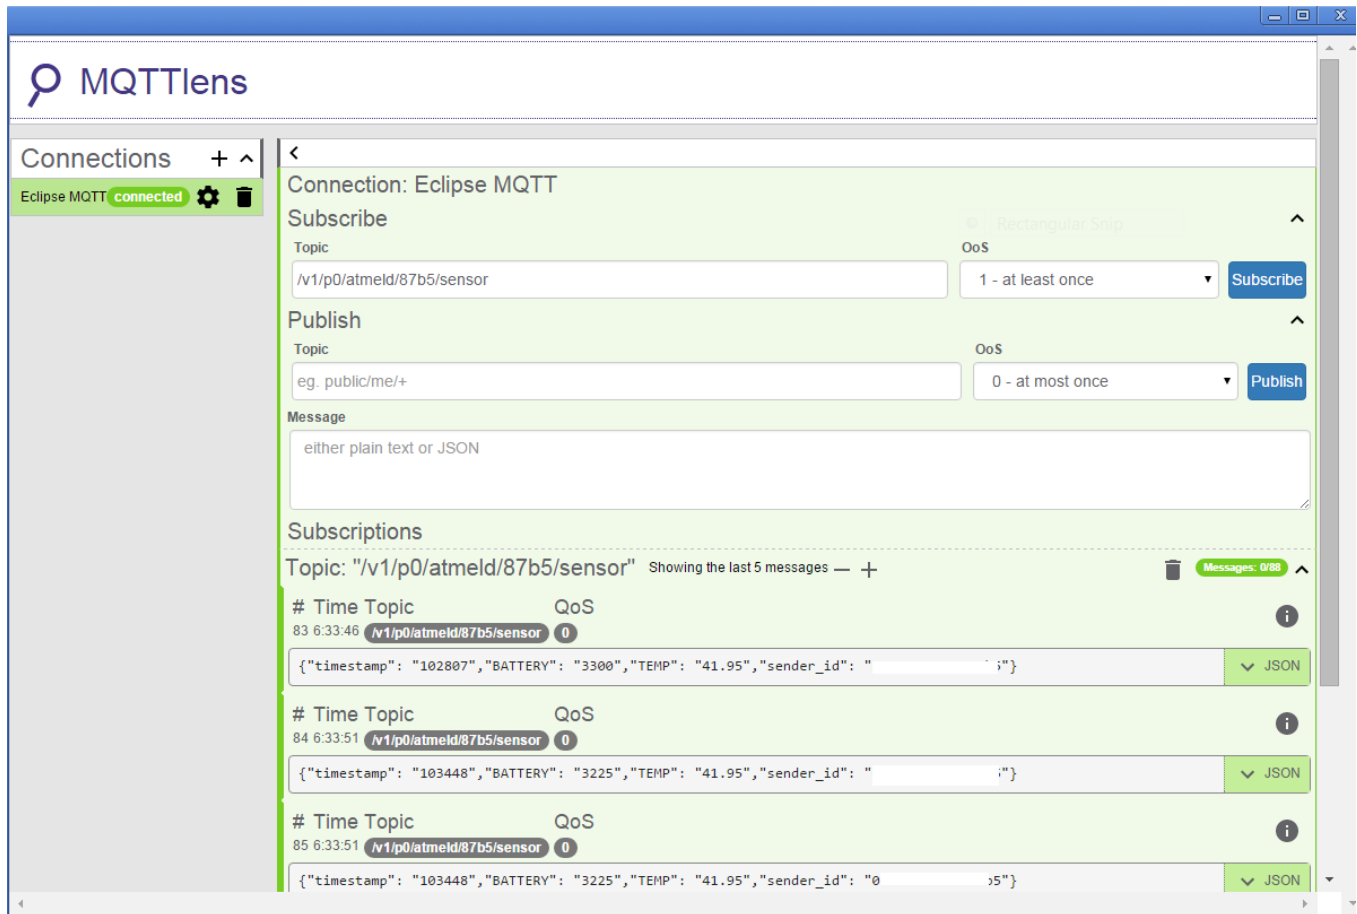 MQTTlens
Connections
Eclipse MQTT connected
Connection: Eclipse MQTT
Subscribe
Rectangular Snip
Topic QoS
/v1/p0/atmeld/87b5/sensor 1 - at least once Subscribe
Publish
Topic QoS
eg. public/me/+ 0 - at most once Publish
Message
either plain text or JSON
Subscriptions
Topic: "/v1/p0/atmeld/87b5/sensor" Showing the last 5 messages — + Messages: 0/88
# Time Topic QoS
83 6:33:46 /v1/p0/atmeld/87b5/sensor 0
{"timestamp": "102807","BATTERY": "3300","TEMP": "41.95","sender_id": " "} JSON
# Time Topic QoS
84 6:33:51 /v1/p0/atmeld/87b5/sensor 0
{"timestamp": "103448","BATTERY": "3225","TEMP": "41.95","sender_id": " "} JSON
# Time Topic QoS
85 6:33:51 /v1/p0/atmeld/87b5/sensor 0
{"timestamp": "103448","BATTERY": "3225","TEMP": "41.95","sender_id": "0 5"} JSON